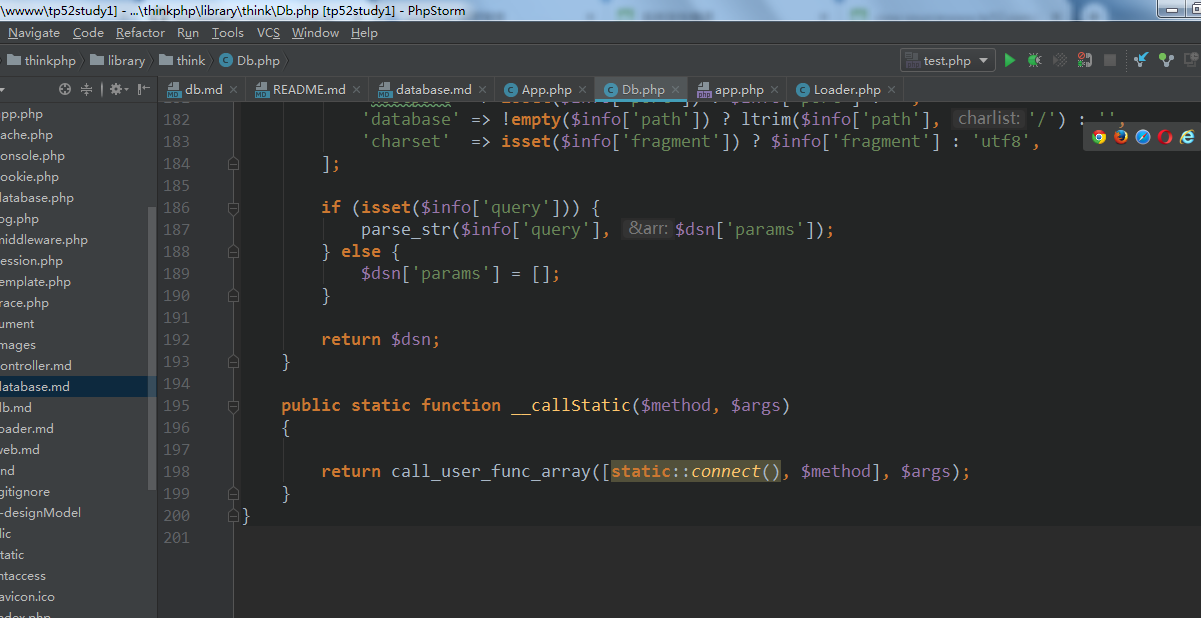 \wwww\tp52study1] - ...\thinkphp\library\think\Db.php [tp52study1] - PhpStorm
Navigate Code Refactor Run Tools VCS Window Help
thinkphp library think Db.php test.php
db.md README.md database.md App.php Db.php app.php Loader.php
182 'database' => !empty($info['path']) ? ltrim($info['path'], charlist: '/') : '',
183 'charset' => isset($info['fragment']) ? $info['fragment'] : 'utf8',
184 ];
185
186 if (isset($info['query'])) {
187 parse_str($info['query'], &arr: $dsn['params']);
188 } else {
189 $dsn['params'] = [];
190 }
191
192 return $dsn;
193 }
194
195 public static function __callStatic($method, $args)
196 {
197
198 return call_user_func_array([static::connect(), $method], $args);
199 }
200 }
201
pp.php
ache.php
onsole.php
ookie.php
latabase.php
og.php
middleware.php
ession.php
emplate.php
race.php
ument
mages
ontroller.md
latabase.md
lb.md
oader.md
veb.md
nd
gitignore
-designModel
lic
tatic
ntaccess
avicon.ico
ndex.php